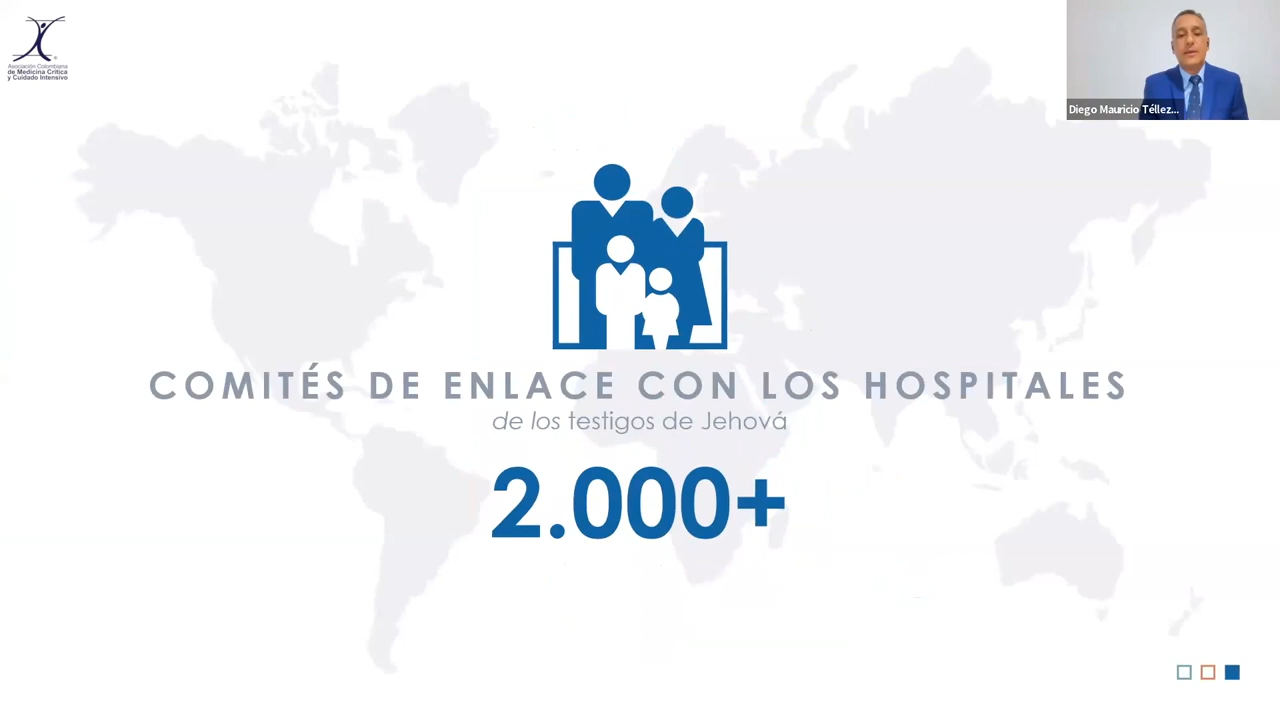 Asociación Colombiana
de Medicina Crítica
y Cuidado Intensivo
Diego Mauricio Téllez...
COMITÉS DE ENLACE CON LOS HOSPITALES
de los testigos de Jehová
2.000+